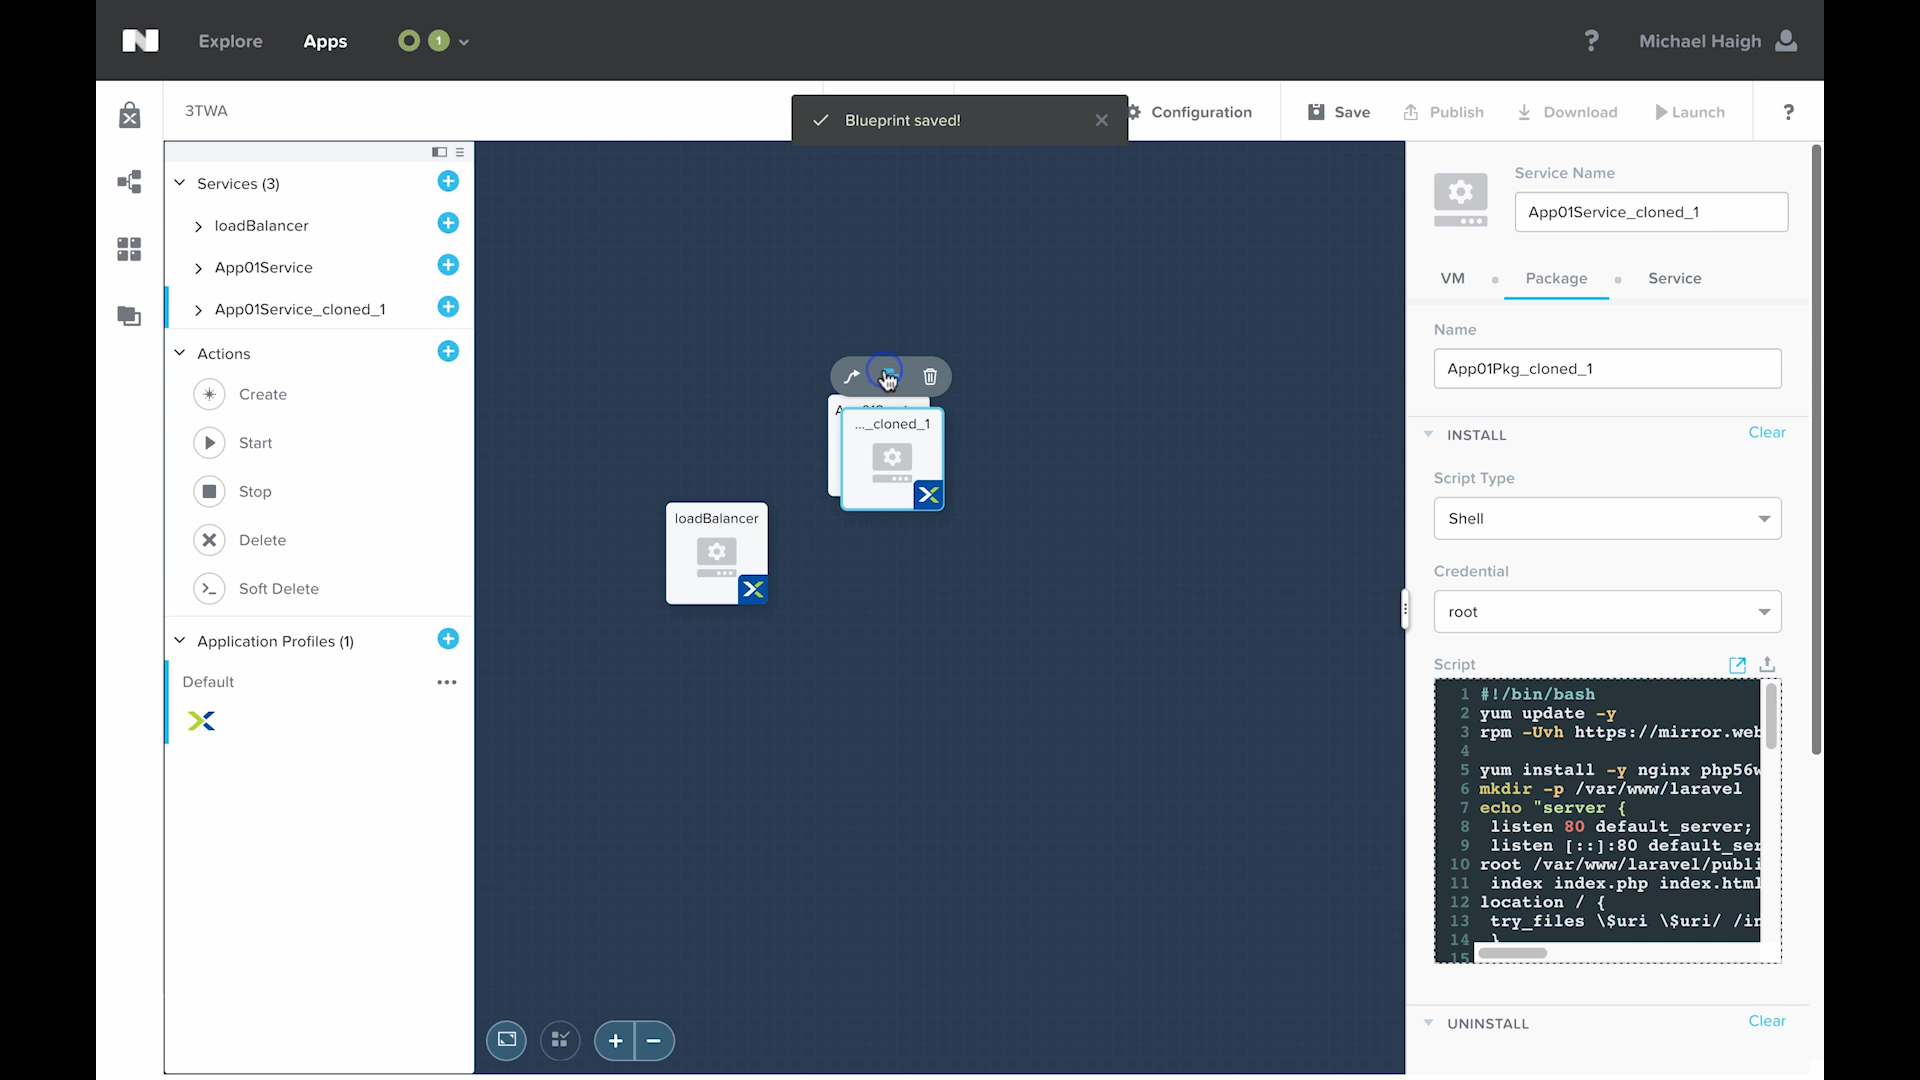 Explore
Apps
1
?
Michael Haigh
3TWA
Blueprint saved!
Configuration
Save
Publish
Download
Launch
?
Services (3)
loadBalancer
App01Service
App01Service_cloned_1
Actions
Create
Start
Stop
Delete
Soft Delete
Application Profiles (1)
Default
..._cloned_1
loadBalancer
Service Name
App01Service_cloned_1
VM
Package
Service
Name
App01Pkg_cloned_1
INSTALL
Clear
Script Type
Shell
Credential
root
Script
1 #!/bin/bash
2 yum update -y
3 rpm -Uvh https://mirror.web
4
5 yum install -y nginx php56w
6 mkdir -p /var/www/laravel
7 echo "server {
8 listen 80 default_server;
9 listen [::]:80 default_ser
10 root /var/www/laravel/publi
11 index index.php index.html
12 location / {
13 try_files \$uri \$uri/ /in
14 }
15
UNINSTALL
Clear